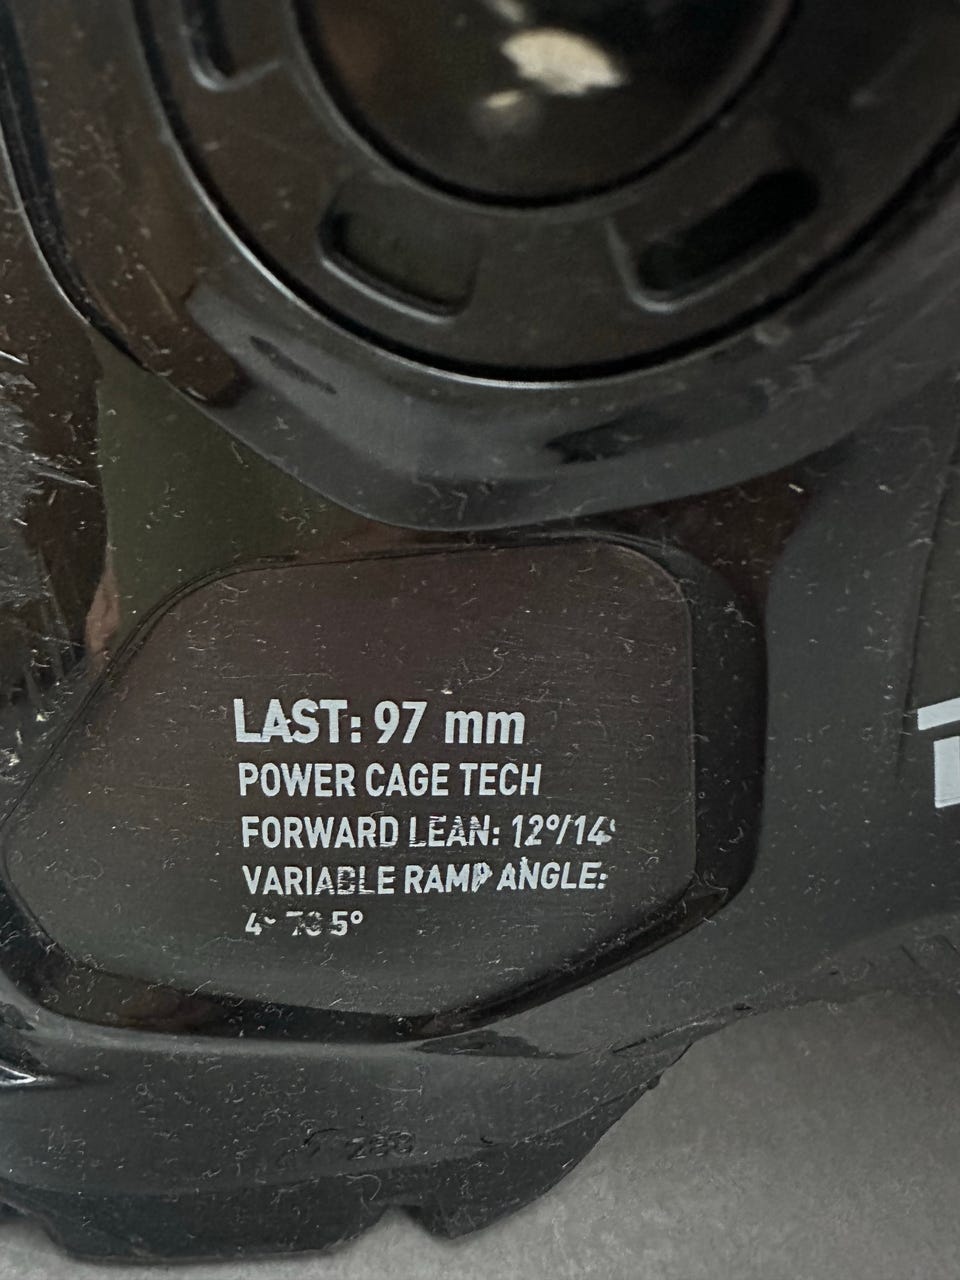 LAST: 97 mm
POWER CAGE TECH
FORWARD LEAN: 12°/14°
VARIABLE RAMP ANGLE:
4° TO 5°